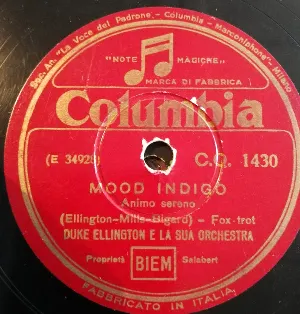 Soc. An. "La Voce del Padrone - Columbia - Marconiphone" - Milano
"NOTE MAGICHE"
MARCA DI FABBRICA
Columbia
(E 34928) C.Q. 1430
MOOD INDIGO
Animo sereno
(Ellington-Mills-Bigard) - Fox-trot
DUKE ELLINGTON E LA SUA ORCHESTRA
Proprietà BIEM Salabert
FABBRICATO IN ITALIA